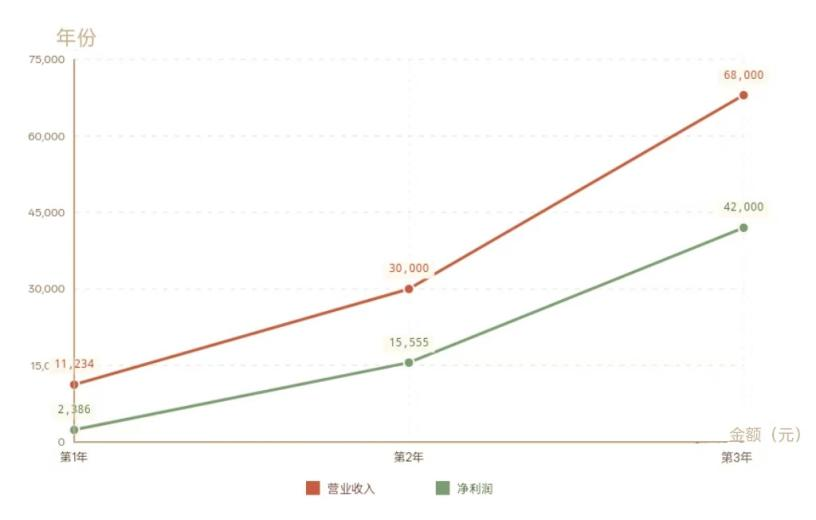 年份
75,000
68,000
60,000
45,000
42,000
30,000
30,000
15,555
11,234
2,386
0
金额（元）
第1年
第2年
第3年
营业收入
净利润